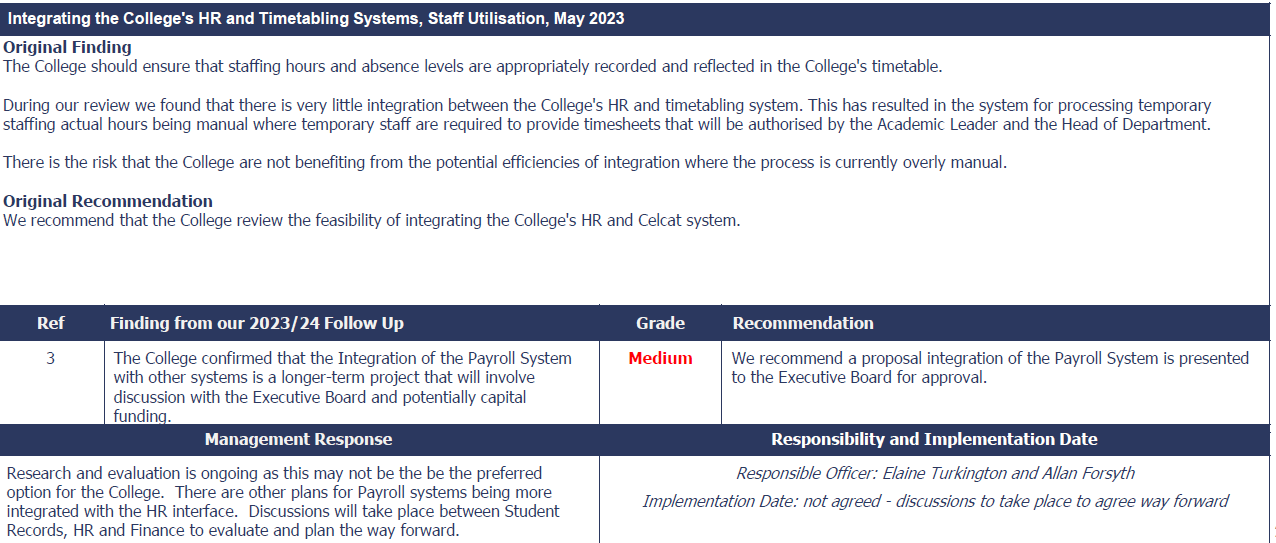 Integrating the College's HR and Timetabling Systems, Staff Utilisation, May 2023
Original Finding
The College should ensure that staffing hours and absence levels are appropriately recorded and reflected in the College's timetable.
During our review we found that there is very little integration between the College's HR and timetabling system. This has resulted in the system for processing temporary
staffing actual hours being manual where temporary staff are required to provide timesheets that will be authorised by the Academic Leader and the Head of Department.
There is the risk that the College are not benefiting from the potential efficiencies of integration where the process is currently overly manual.
Original Recommendation
We recommend that the College review the feasibility of integrating the College's HR and Celcat system.
Ref
Finding from our 2023/24 Follow Up
Grade
Recommendation
3
The College confirmed that the Integration of the Payroll System
with other systems is a longer-term project that will involve
discussion with the Executive Board and potentially capital
funding.
Medium
We recommend a proposal integration of the Payroll System is presented
to the Executive Board for approval.
Management Response
Responsibility and Implementation Date
Research and evaluation is ongoing as this may not be the be the preferred
option for the College.  There are other plans for Payroll systems being more
integrated with the HR interface.  Discussions will take place between Student
Records, HR and Finance to evaluate and plan the way forward.
Responsible Officer: Elaine Turkington and Allan Forsyth
Implementation Date: not agreed - discussions to take place to agree way forward